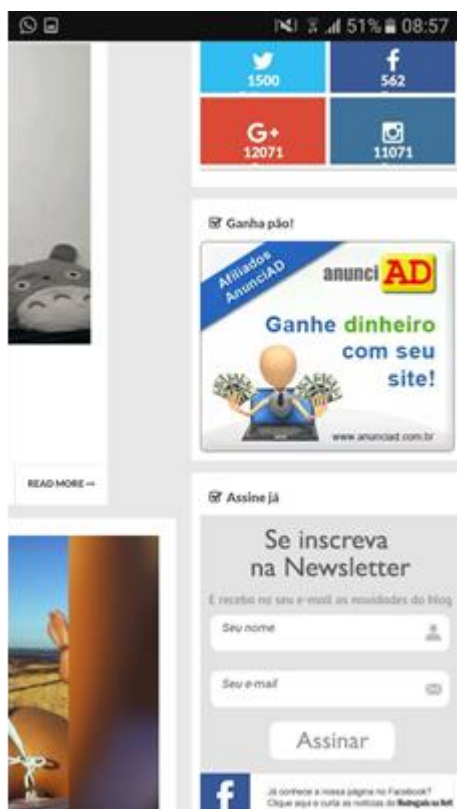 51% 08:57
1500
f
562
G+
12071
11071
Ganha pão!
Afiliados
AnunciAD
anunciAD
Ganhe dinheiro
com seu
site!
www.anunciad.com.br
READ MORE →
Assine já
Se inscreva
na Newsletter
E receba no seu e-mail as novidades do blog
Seu nome
Seu e-mail
Assinar
f
Já conhece a nossa página no Facebook?
Clique aqui e curta as notícias do